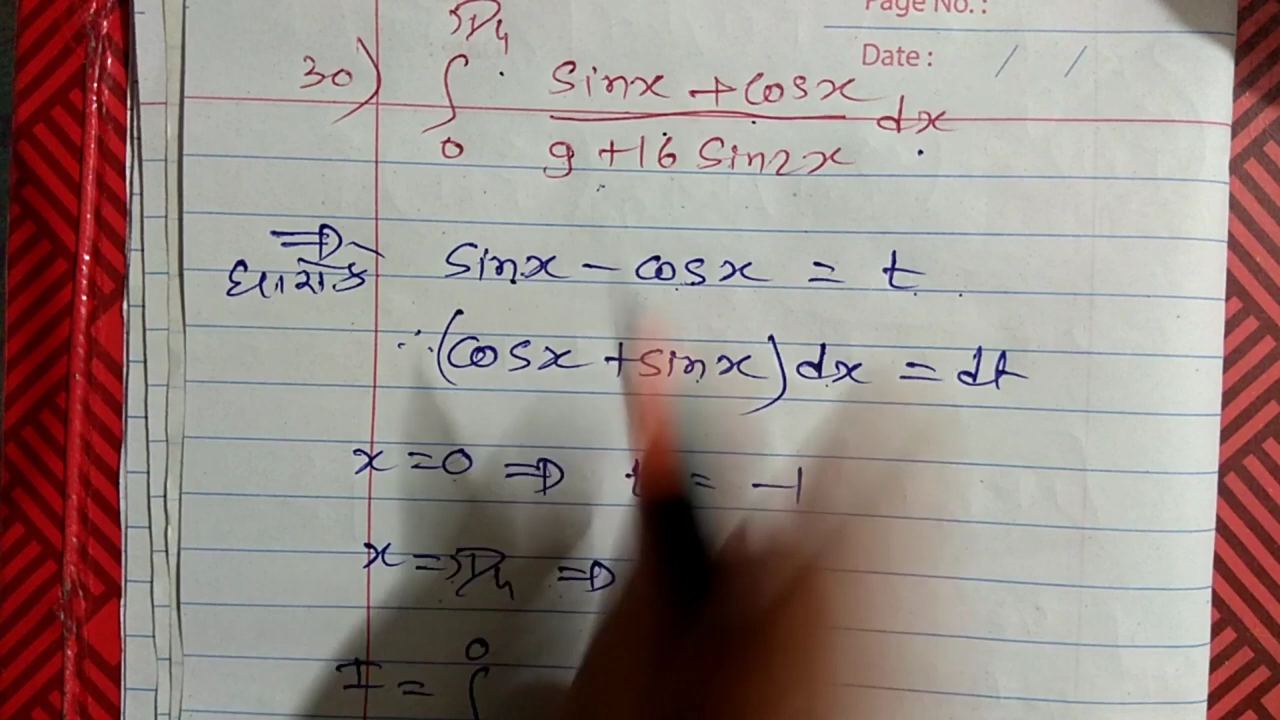 Page No.:
Date: / /
30) ∫₀^(π/4) (sinx + cosx)/(9 + 16 sin2x) dx
⇒ sinx - cosx = t
ધારોકે
∴ (cosx + sinx) dx = dt
x = 0 ⇒ t = -1
x = π/4 ⇒
I = ∫ 0